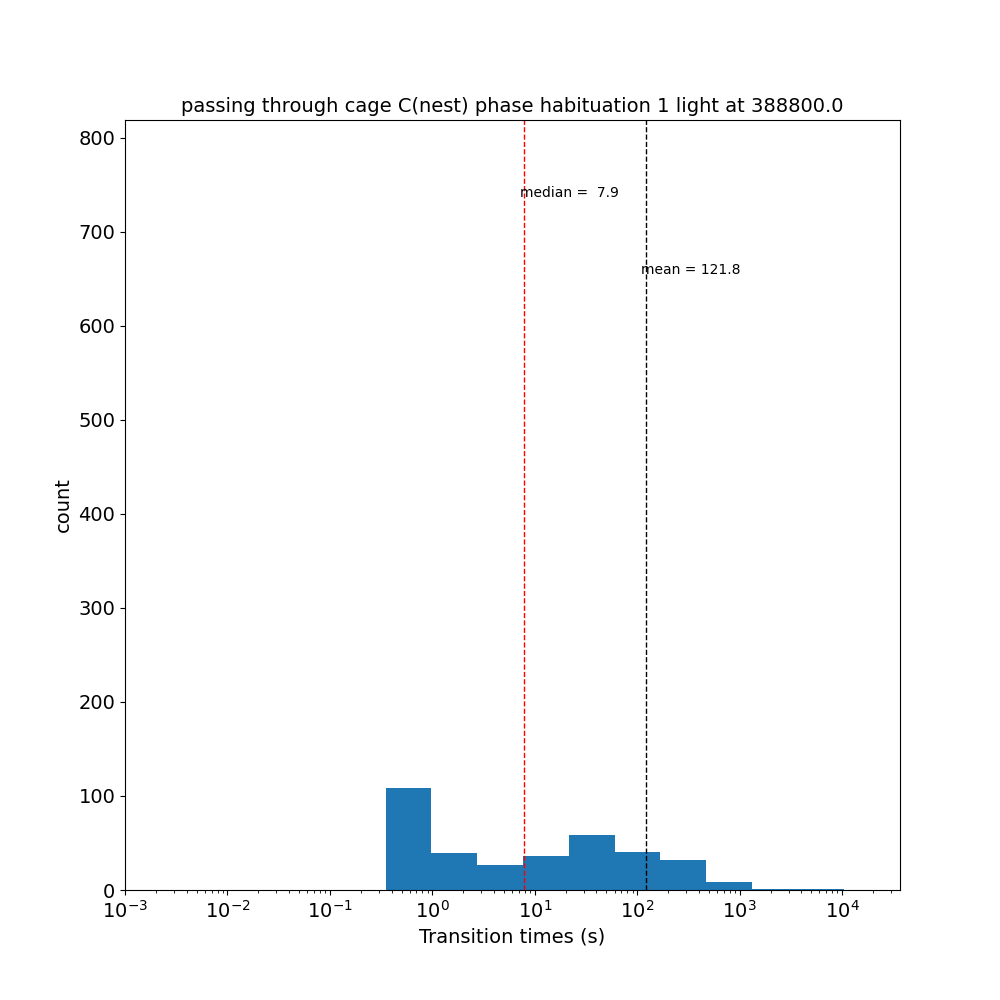 passing through cage C(nest) phase habituation 1 light at 388800.0
800
median =  7.9
700
mean = 121.8
600
500
count
400
300
200
100
0
10⁻³ 10⁻² 10⁻¹ 10⁰ 10¹ 10² 10³ 10⁴
Transition times (s)